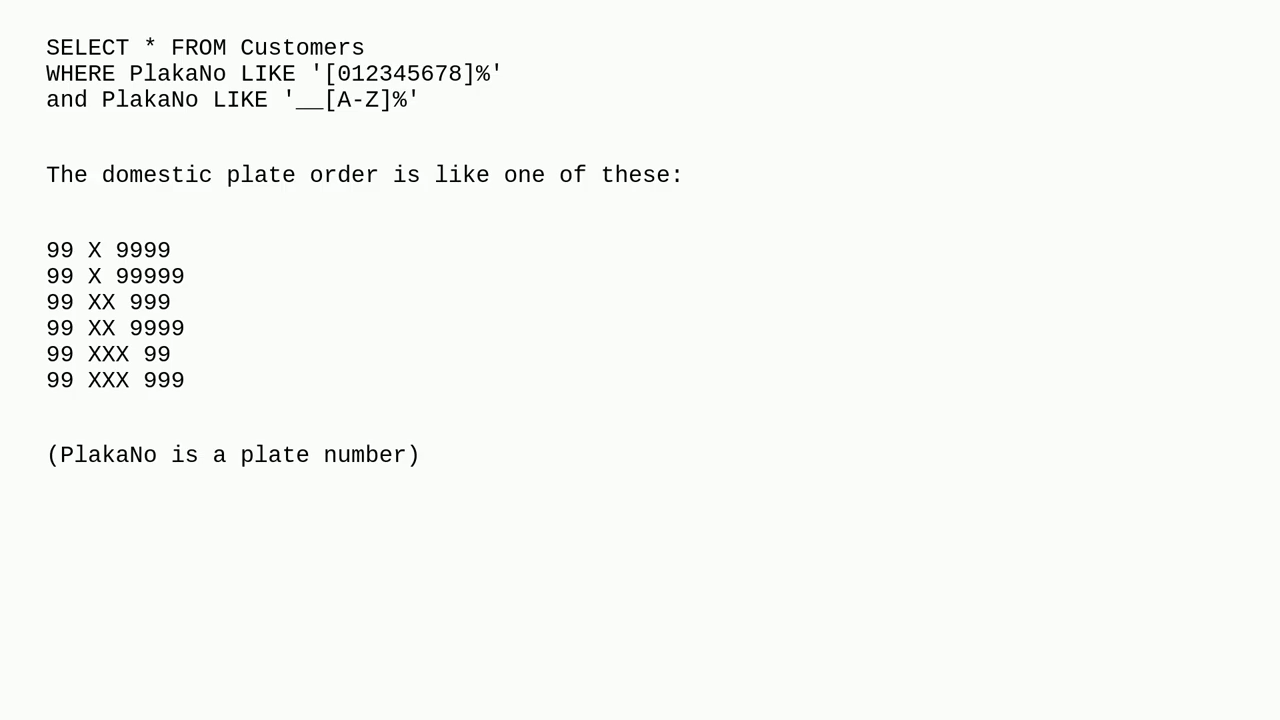 SELECT * FROM Customers
WHERE PlakaNo LIKE '[012345678]%'
and PlakaNo LIKE '__[A-Z]%'
The domestic plate order is like one of these:
99 X 9999
99 X 99999
99 XX 999
99 XX 9999
99 XXX 99
99 XXX 999
(PlakaNo is a plate number)